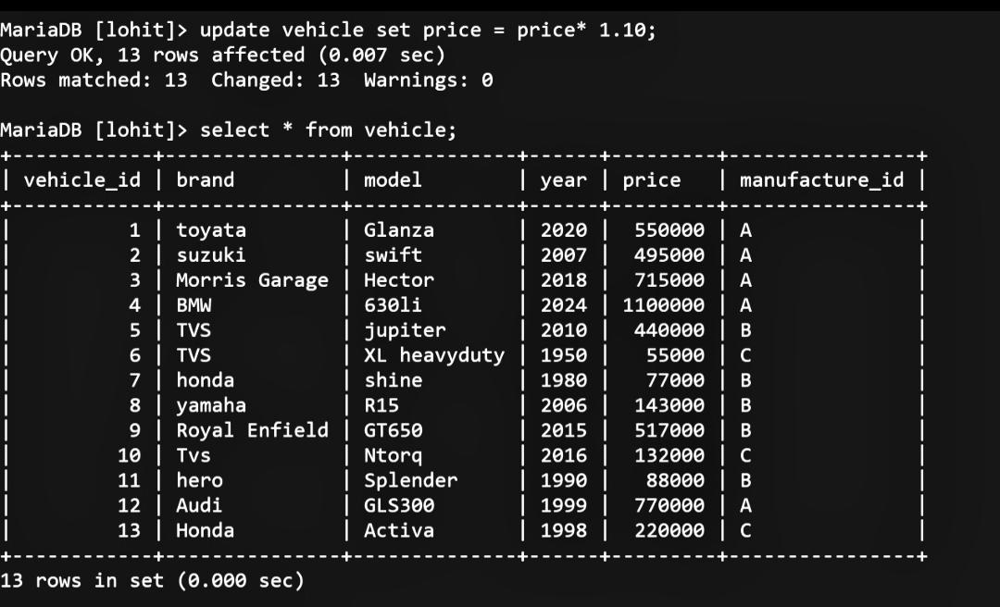 MariaDB [lohit]> update vehicle set price = price* 1.10;
Query OK, 13 rows affected (0.007 sec)
Rows matched: 13  Changed: 13  Warnings: 0
MariaDB [lohit]> select * from vehicle;
+------------+----------------+---------------+------+---------+----------------+
| vehicle_id | brand          | model         | year | price   | manufacture_id |
+------------+----------------+---------------+------+---------+----------------+
|          1 | toyata         | Glanza        | 2020 |  550000 | A              |
|          2 | suzuki         | swift         | 2007 |  495000 | A              |
|          3 | Morris Garage  | Hector        | 2018 |  715000 | A              |
|          4 | BMW            | 630li         | 2024 | 1100000 | A              |
|          5 | TVS            | jupiter       | 2010 |  440000 | B              |
|          6 | TVS            | XL heavyduty  | 1950 |   55000 | C              |
|          7 | honda          | shine         | 1980 |   77000 | B              |
|          8 | yamaha         | R15           | 2006 |  143000 | B              |
|          9 | Royal Enfield  | GT650         | 2015 |  517000 | B              |
|         10 | Tvs            | Ntorq         | 2016 |  132000 | C              |
|         11 | hero           | Splender      | 1990 |   88000 | B              |
|         12 | Audi           | GLS300        | 1999 |  770000 | A              |
|         13 | Honda          | Activa        | 1998 |  220000 | C              |
+------------+----------------+---------------+------+---------+----------------+
13 rows in set (0.000 sec)